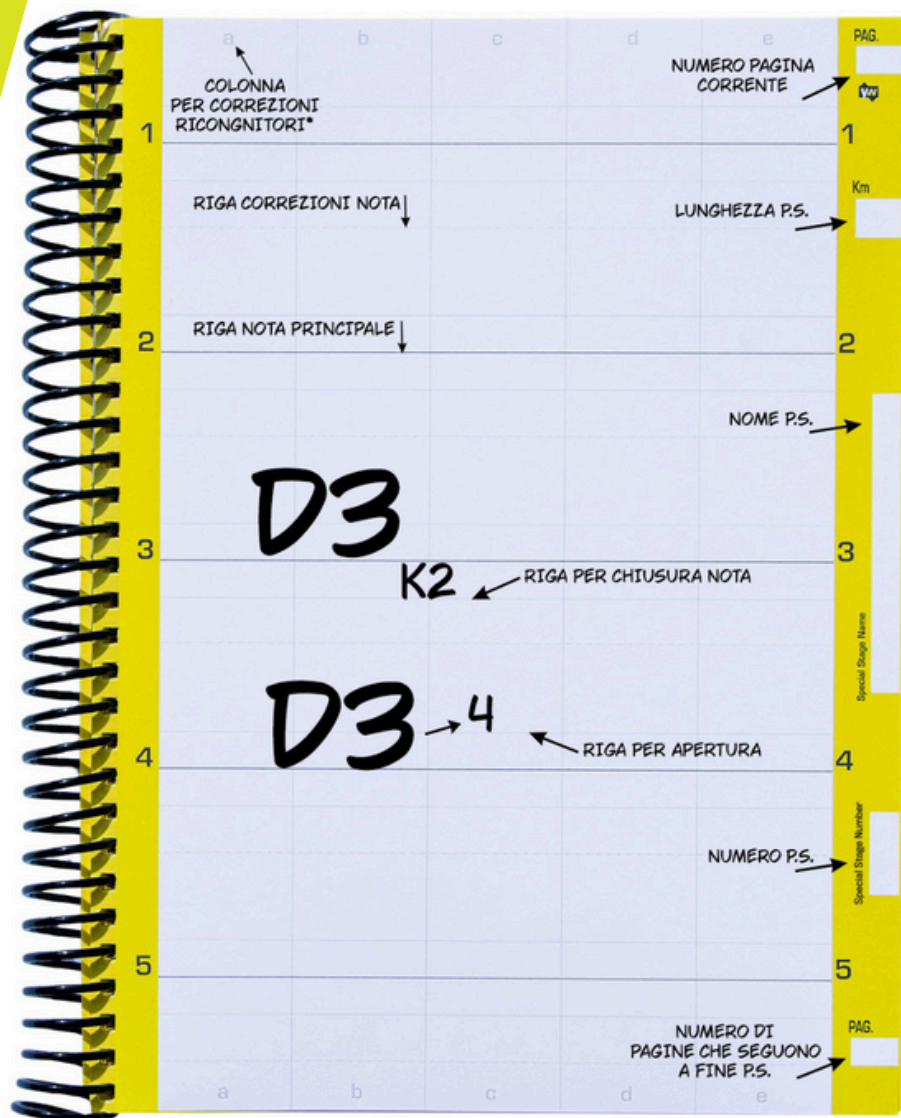 a b c d e
PAG.
COLONNA
PER CORREZIONI
RICONGNITORI*
NUMERO PAGINA
CORRENTE
1 1
RIGA CORREZIONI NOTA
Km
LUNGHEZZA P.S.
RIGA NOTA PRINCIPALE
2 2
NOME P.S.
D3
3 3
K2
RIGA PER CHIUSURA NOTA
Special Stage Name
D3 → 4
RIGA PER APERTURA
4 4
Special Stage Number
NUMERO P.S.
5 5
PAG.
NUMERO DI
PAGINE CHE SEGUONO
A FINE P.S.
a b c d e